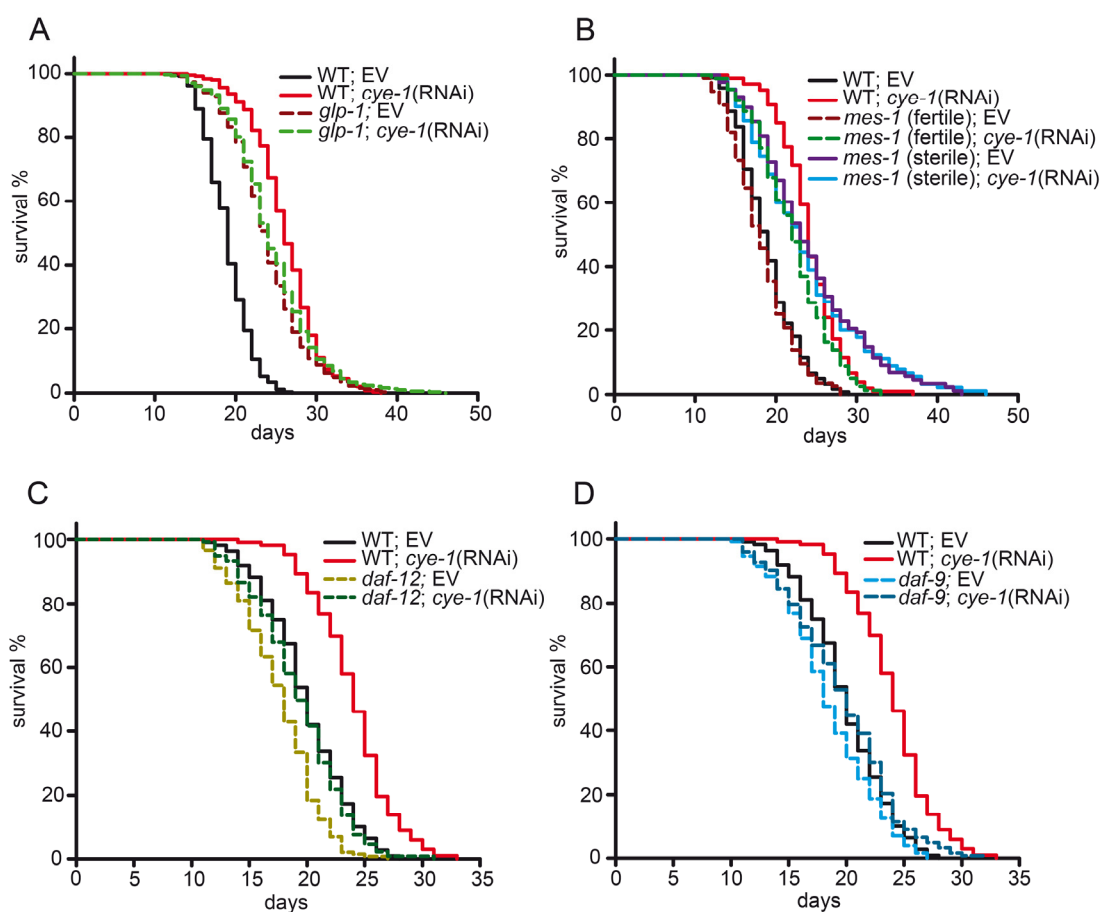 A
100
80
60
40
20
0
survival %
0 10 20 30 40 50
days
WT; EV
WT; cye-1(RNAi)
glp-1; EV
glp-1; cye-1(RNAi)
B
100
80
60
40
20
0
survival %
0 10 20 30 40 50
days
WT; EV
WT; cye-1(RNAi)
mes-1 (fertile); EV
mes-1 (fertile); cye-1(RNAi)
mes-1 (sterile); EV
mes-1 (sterile); cye-1(RNAi)
C
100
80
60
40
20
0
survival %
0 5 10 15 20 25 30 35
days
WT; EV
WT; cye-1(RNAi)
daf-12; EV
daf-12; cye-1(RNAi)
D
100
80
60
40
20
0
survival %
0 5 10 15 20 25 30 35
days
WT; EV
WT; cye-1(RNAi)
daf-9; EV
daf-9; cye-1(RNAi)